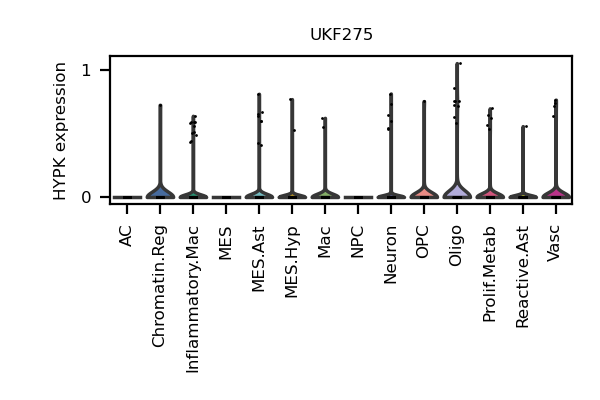 UKF275
HYPK expression
1
0
AC
Chromatin.Reg
Inflammatory.Mac
MES
MES.Ast
MES.Hyp
Mac
NPC
Neuron
OPC
Oligo
Prolif.Metab
Reactive.Ast
Vasc